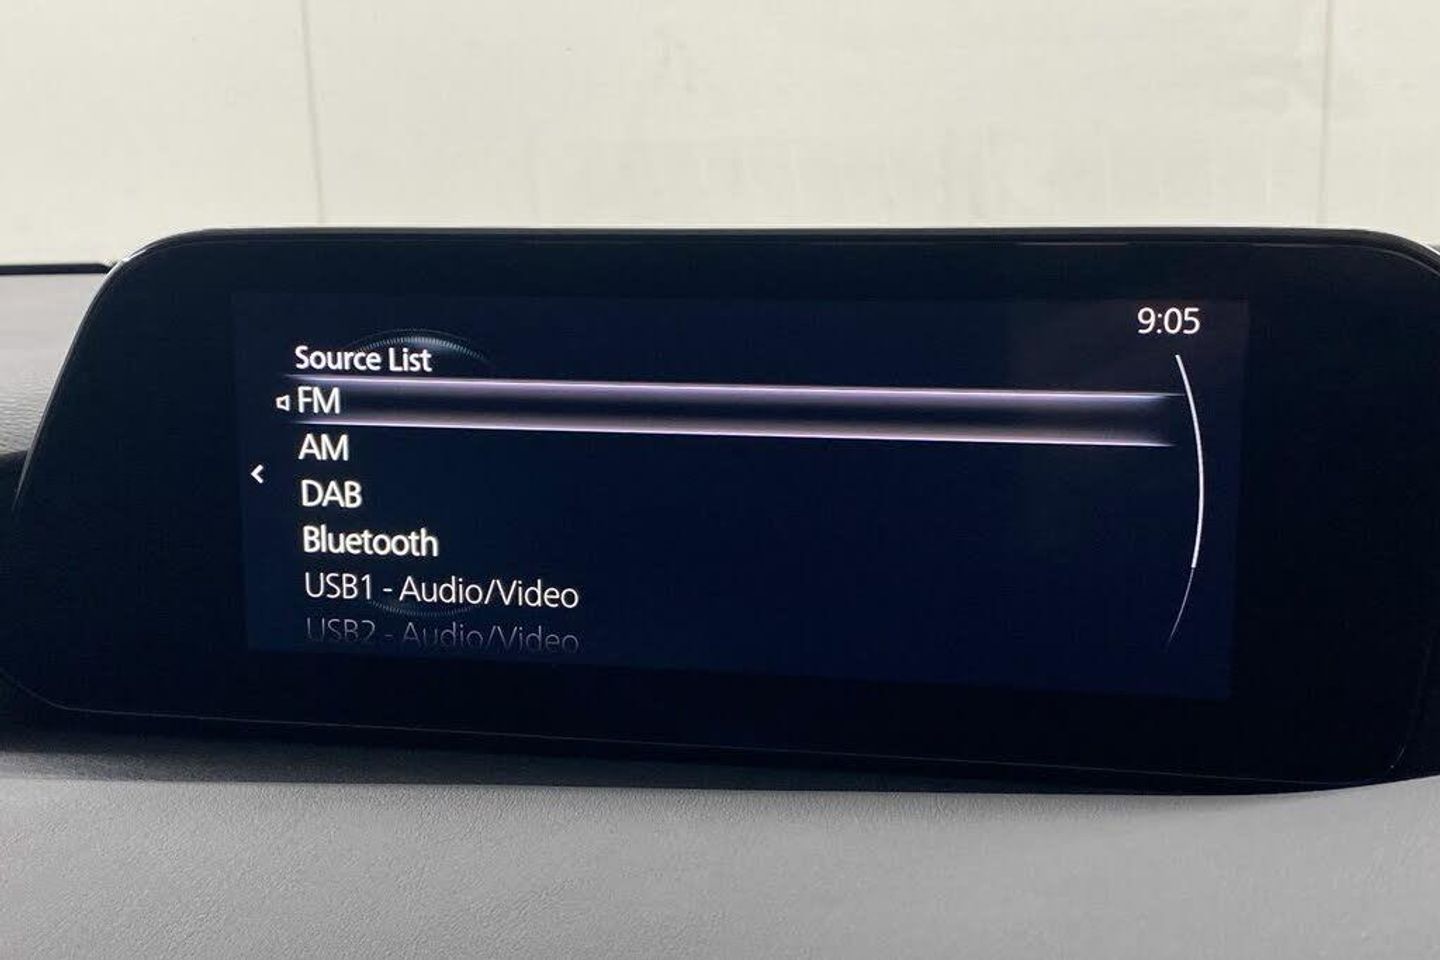 9:05
Source List
FM
AM
DAB
Bluetooth
USB1 - Audio/Video
USB2 - Audio/Video